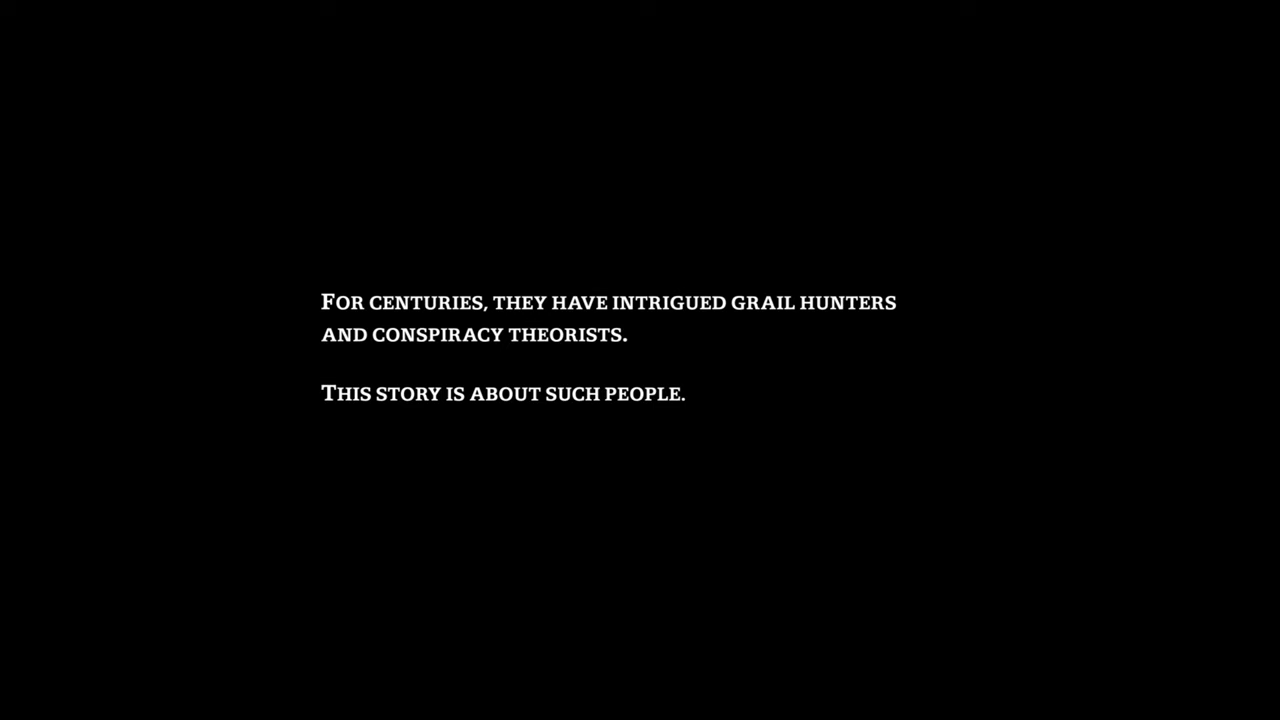 For centuries, they have intrigued grail hunters
and conspiracy theorists.
This story is about such people.